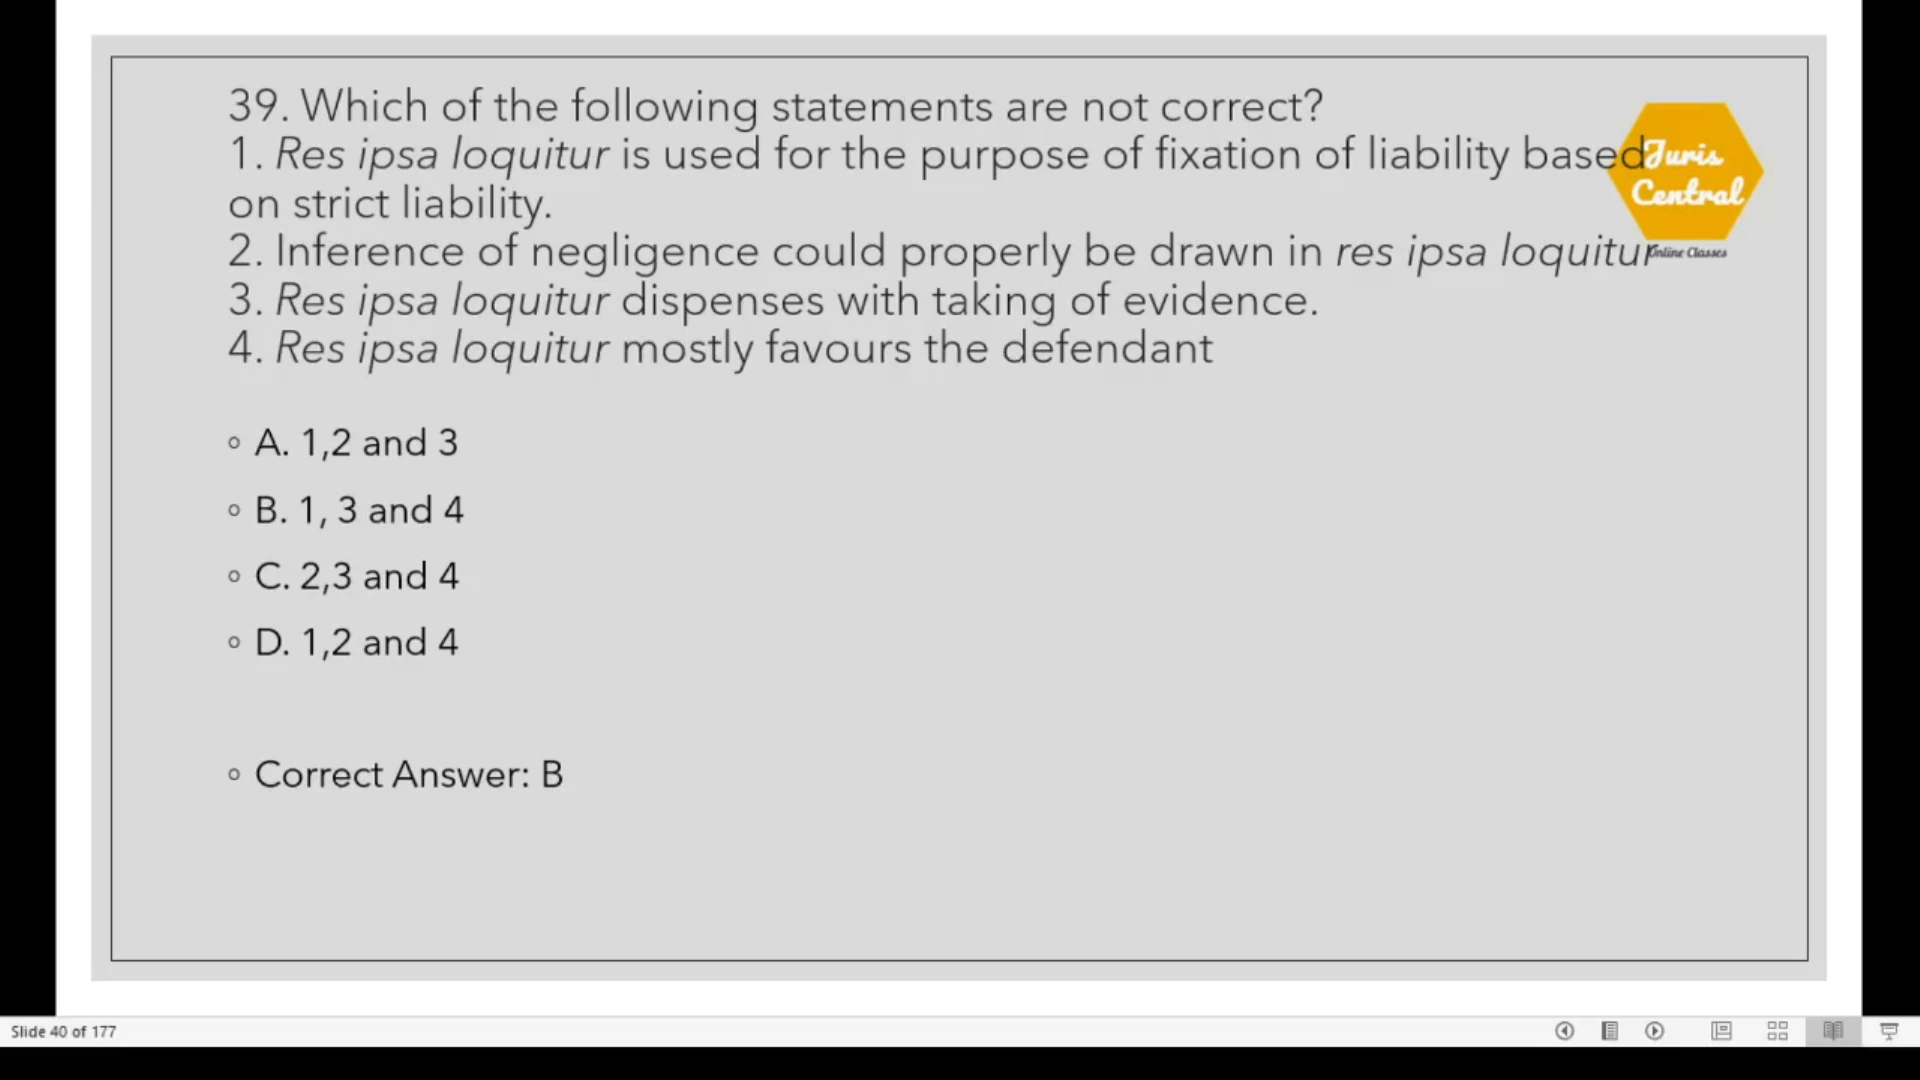 39. Which of the following statements are not correct?
1. Res ipsa loquitur is used for the purpose of fixation of liability based
on strict liability.
2. Inference of negligence could properly be drawn in res ipsa loquitur
3. Res ipsa loquitur dispenses with taking of evidence.
4. Res ipsa loquitur mostly favours the defendant
Juris
Central
Online Classes
A. 1,2 and 3
B. 1, 3 and 4
C. 2,3 and 4
D. 1,2 and 4
Correct Answer: B
Slide 40 of 177